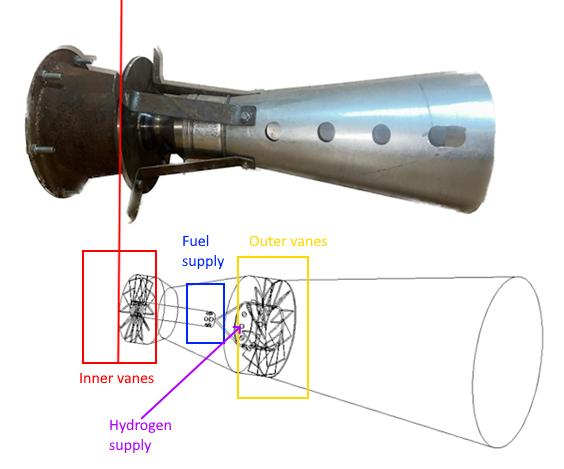 Fuel
supply
Outer vanes
Inner vanes
Hydrogen
supply